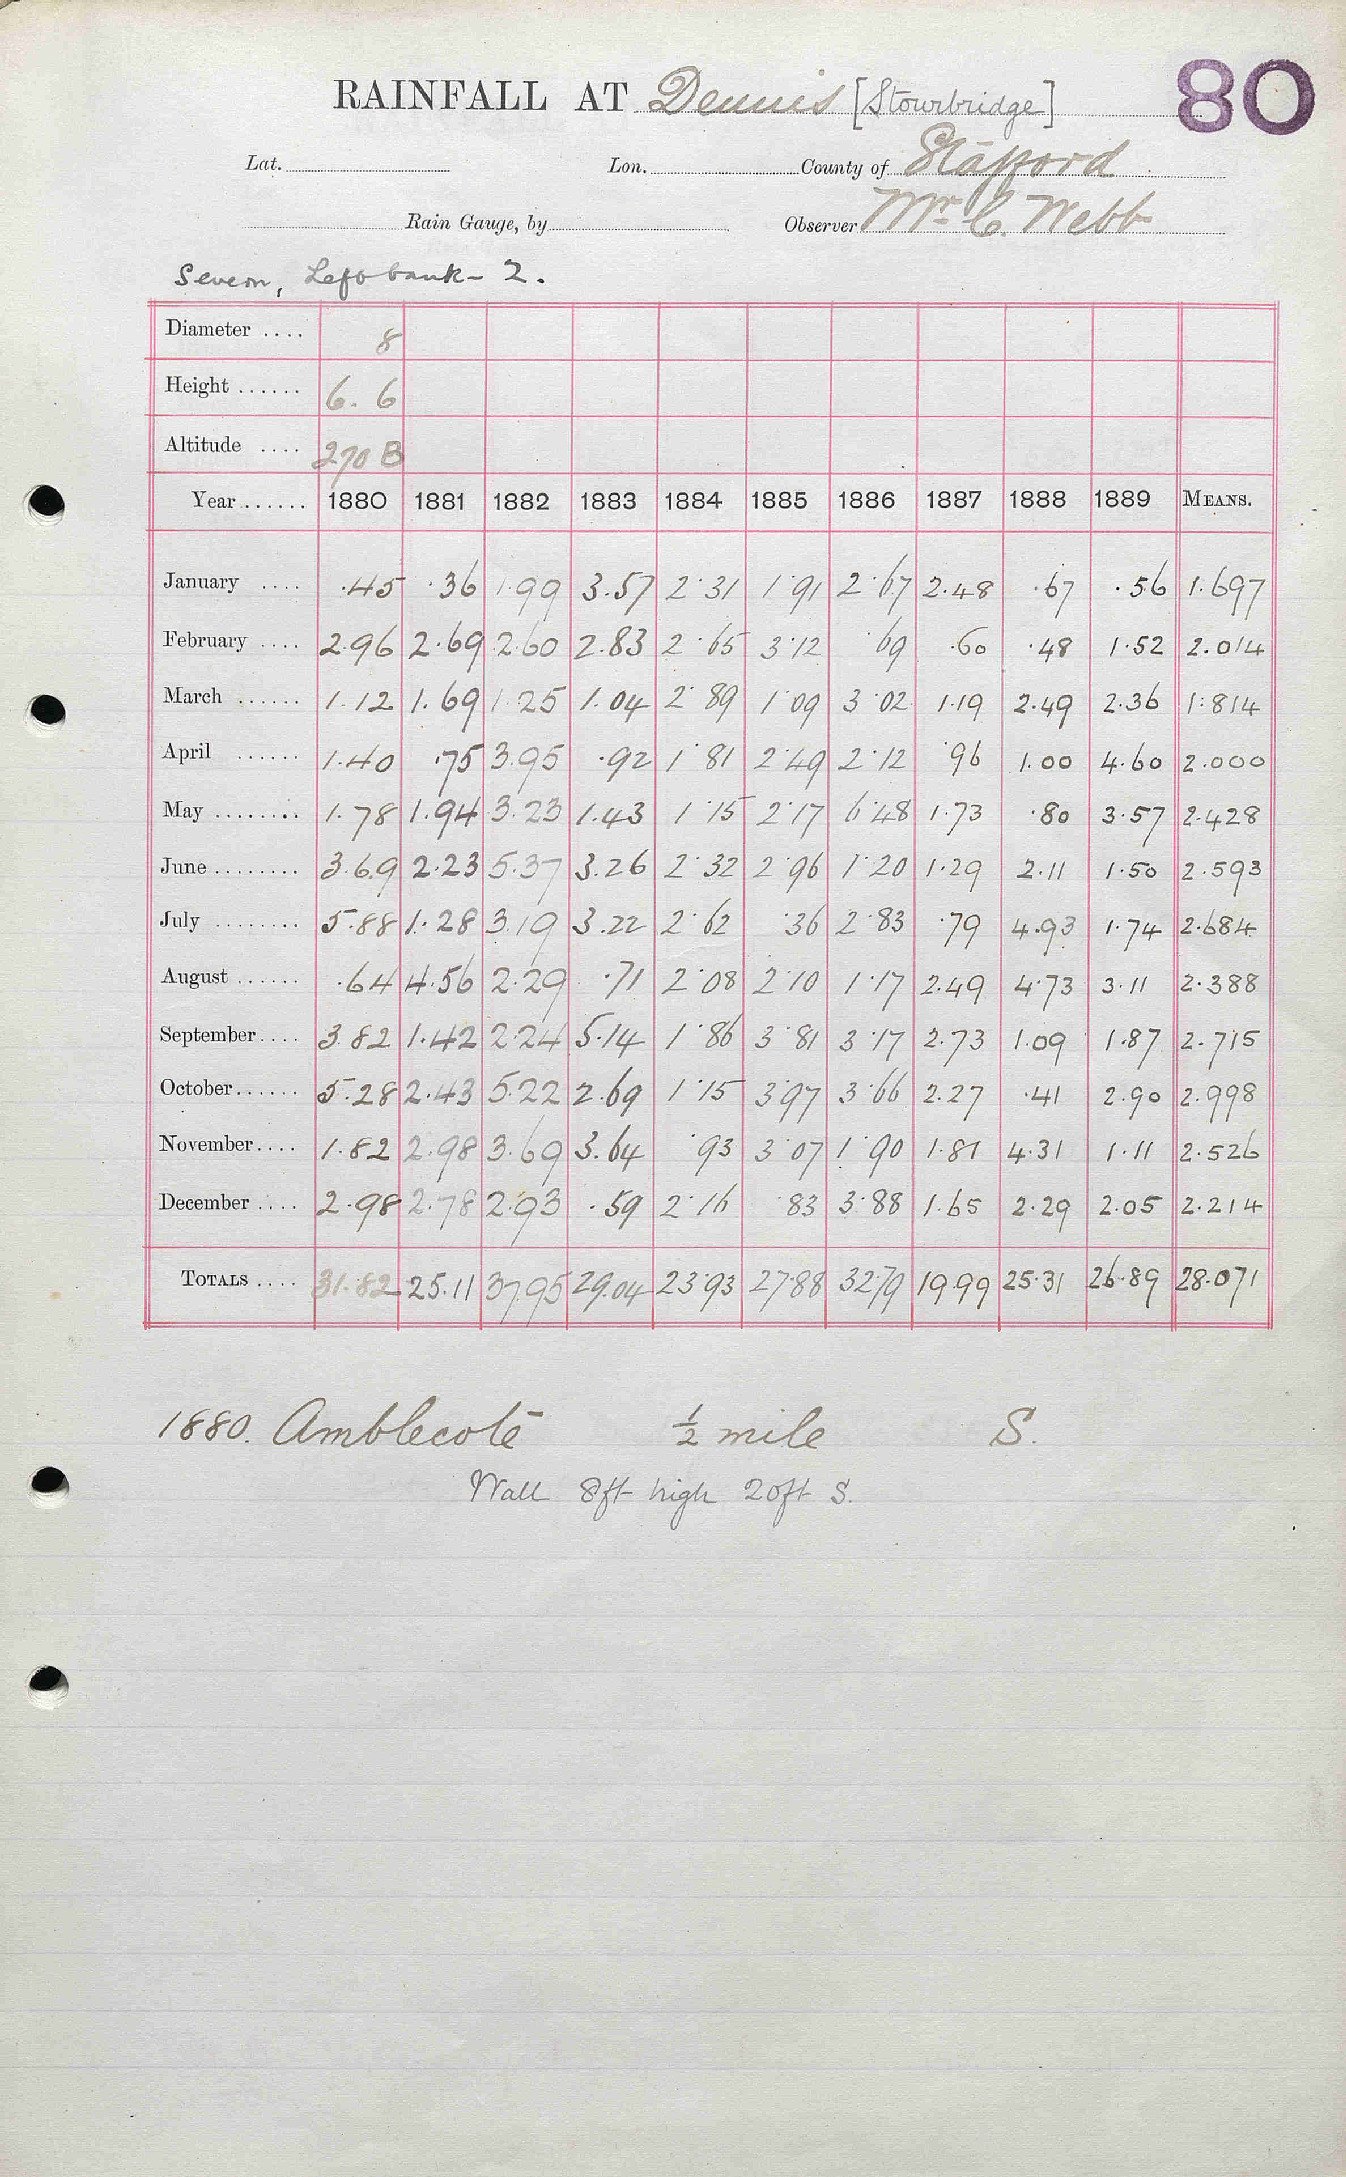 80
RAINFALL AT Dennis [Stourbridge]
Lat. Lon. County of Stafford
Rain Gauge, by Observer Mr C. Webb
Severn, Left bank - 2.
Diameter .... 8
Height ...... 6. 6
Altitude .... 270 B
Year ...... 1880 1881 1882 1883 1884 1885 1886 1887 1888 1889 MEANS.
January .... .45 .36 1.99 3.57 2.31 1.91 2.67 2.48 .67 .56 1.697
February .... 2.96 2.69 2.60 2.83 2.65 3.12 .69 .60 .48 1.52 2.014
March ...... 1.12 1.69 1.25 1.04 2.89 1.09 3.02 1.19 2.49 2.36 1.814
April ...... 1.40 .75 3.95 .92 1.81 2.49 2.12 .96 1.00 4.60 2.000
May ........ 1.78 1.94 3.23 1.43 1.15 2.17 6.48 1.73 .80 3.57 2.428
June ........ 3.69 2.23 5.37 3.26 2.32 2.96 1.20 1.29 2.11 1.50 2.593
July ........ 5.88 1.28 3.19 3.22 2.62 .36 2.83 .79 4.93 1.74 2.684
August ...... .64 4.56 2.29 .71 2.08 2.10 1.17 2.49 4.73 3.11 2.388
September .... 3.82 1.42 2.24 5.14 1.86 3.81 3.17 2.73 1.09 1.87 2.715
October ...... 5.28 2.43 5.22 2.69 1.15 3.97 3.66 2.27 .41 2.90 2.998
November .... 1.82 2.98 3.69 3.64 .93 3.07 1.90 1.81 4.31 1.11 2.526
December .... 2.98 2.78 2.93 .59 2.16 .83 3.88 1.65 2.29 2.05 2.214
TOTALS .... 31.82 25.11 37.95 29.04 23.93 27.88 32.79 19.99 25.31 26.89 28.071
1880. Amblecote ½ mile S.
Wall 8ft high 20ft S.